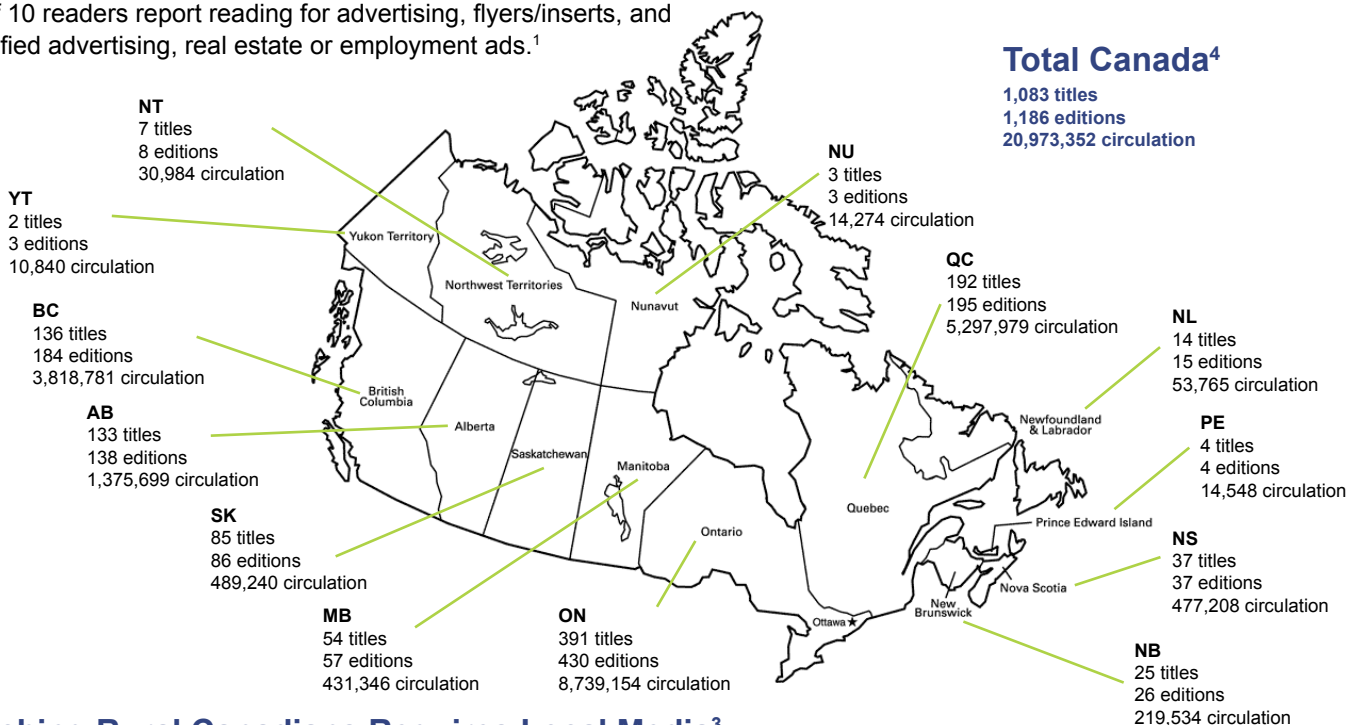 10 readers report reading for advertising, flyers/inserts, and
advertising, real estate or employment ads.¹
Total Canada⁴
1,083 titles
1,186 editions
20,973,352 circulation
NT
7 titles
8 editions
30,984 circulation
NU
3 titles
3 editions
14,274 circulation
YT
2 titles
3 editions
10,840 circulation
QC
192 titles
195 editions
5,297,979 circulation
BC
136 titles
184 editions
3,818,781 circulation
NL
14 titles
15 editions
53,765 circulation
AB
133 titles
138 editions
1,375,699 circulation
PE
4 titles
4 editions
14,548 circulation
SK
85 titles
86 editions
489,240 circulation
NS
37 titles
37 editions
477,208 circulation
MB
54 titles
57 editions
431,346 circulation
ON
391 titles
430 editions
8,739,154 circulation
NB
25 titles
26 editions
219,534 circulation
Yukon Territory
Northwest Territories
Nunavut
British
Columbia
Alberta
Saskatchewan
Manitoba
Ontario
Quebec
Newfoundland
& Labrador
Prince Edward Island
Nova Scotia
New
Brunswick
Ottawa
Rural Canadians Requires Local Media³